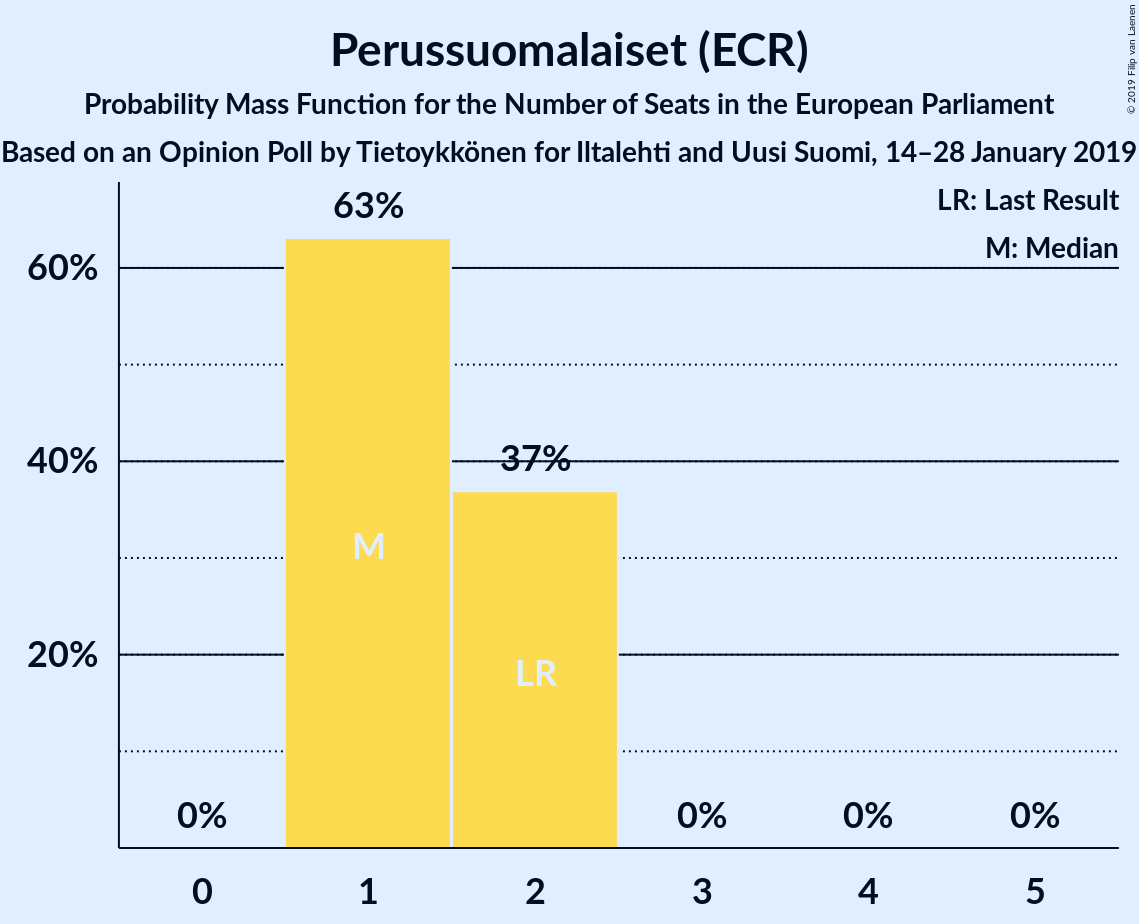 Perussuomalaiset (ECR)
Probability Mass Function for the Number of Seats in the European Parliament
Based on an Opinion Poll by Tietoykkönen for Iltalehti and Uusi Suomi, 14–28 January 2019
© 2019 Filip van Laenen
LR: Last Result
M: Median
63%
60%
40%
37%
M
20%
LR
0%
0%
0%
0%
0
1
2
3
4
5